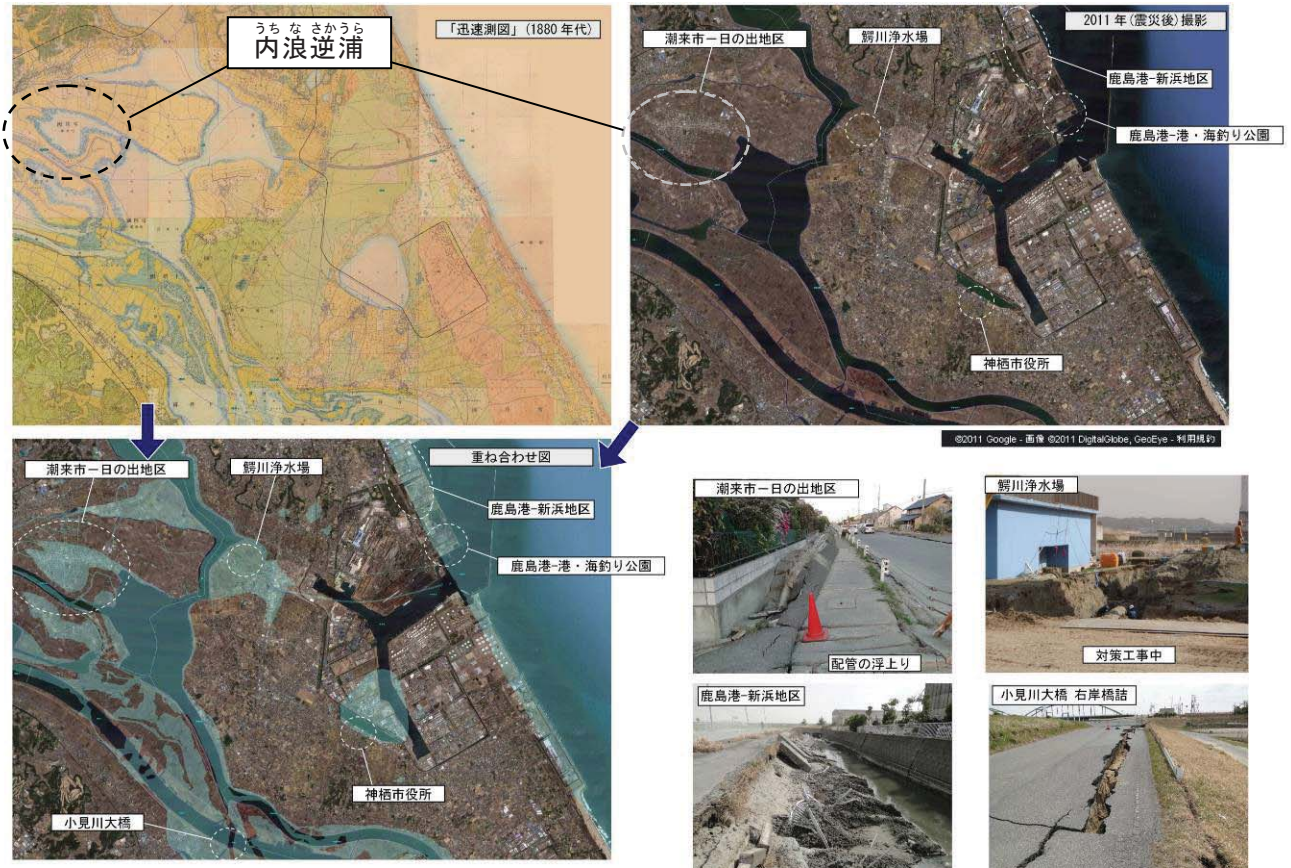 うちなさかうら
内浪逆浦
「迅速測図」(1880年代)
2011年(震災後)撮影
潮来市ー日の出地区
鰐川浄水場
鹿島港-新浜地区
鹿島港-港・海釣り公園
神栖市役所
©2011 Google - 画像 ©2011 DigitalGlobe, GeoEye - 利用規約
重ね合わせ図
潮来市ー日の出地区
鰐川浄水場
鹿島港-新浜地区
鹿島港-港・海釣り公園
神栖市役所
小見川大橋
潮来市ー日の出地区
配管の浮上り
鰐川浄水場
対策工事中
鹿島港-新浜地区
小見川大橋 右岸橋詰